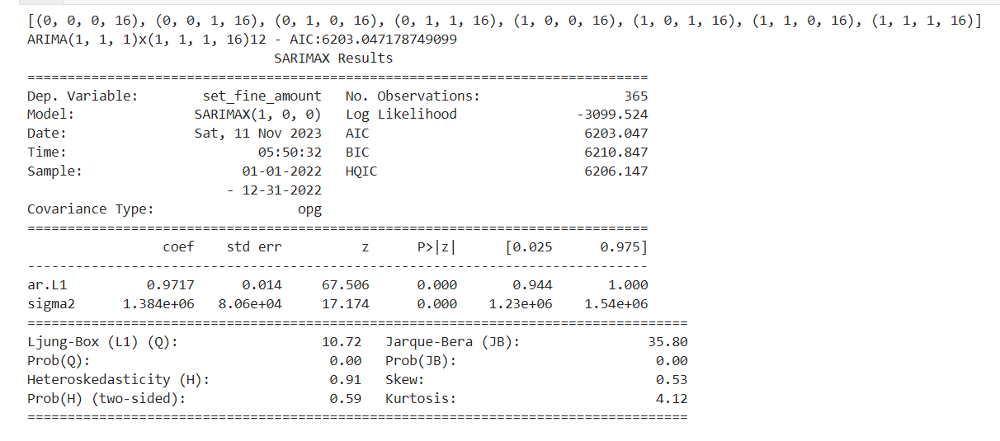 [(0, 0, 0, 16), (0, 0, 1, 16), (0, 1, 0, 16), (0, 1, 1, 16), (1, 0, 0, 16), (1, 0, 1, 16), (1, 1, 0, 16), (1, 1, 1, 16)]
ARIMA(1, 1, 1)x(1, 1, 1, 16)12 - AIC:6203.047178749099
                               SARIMAX Results
==============================================================================
Dep. Variable:        set_fine_amount   No. Observations:                  365
Model:               SARIMAX(1, 0, 0)   Log Likelihood               -3099.524
Date:                Sat, 11 Nov 2023   AIC                           6203.047
Time:                        05:50:32   BIC                           6210.847
Sample:                    01-01-2022   HQIC                          6206.147
                         - 12-31-2022
Covariance Type:                  opg
==============================================================================
                 coef    std err          z      P>|z|      [0.025      0.975]
------------------------------------------------------------------------------
ar.L1          0.9717      0.014     67.506      0.000       0.944       1.000
sigma2      1.384e+06   8.06e+04     17.174      0.000    1.23e+06    1.54e+06
===================================================================================
Ljung-Box (L1) (Q):                  10.72   Jarque-Bera (JB):                35.80
Prob(Q):                              0.00   Prob(JB):                         0.00
Heteroskedasticity (H):               0.91   Skew:                             0.53
Prob(H) (two-sided):                  0.59   Kurtosis:                         4.12
===================================================================================